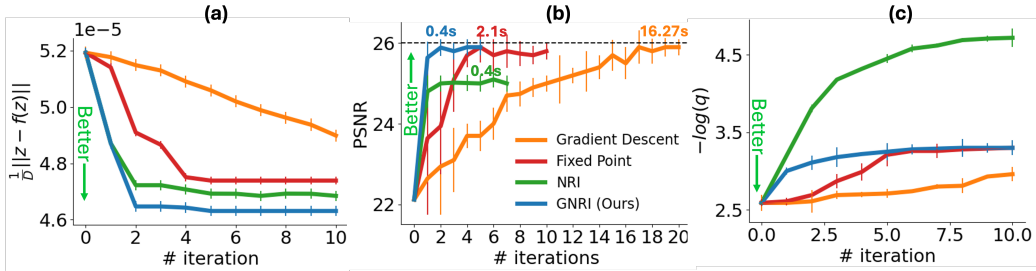 (a)
1e−5
5.2
5.0
4.8
4.6
1/D ||z − f(z)||
Better
0 2 4 6 8 10
# iteration
(b)
0.4s 2.1s 16.27s
0.4s
26
24
22
PSNR
Better
Gradient Descent
Fixed Point
NRI
GNRI (Ours)
0 2 4 6 8 10 12 14 16 18 20
# iterations
(c)
4.5
3.5
2.5
−log(q)
Better
0.0 2.5 5.0 7.5 10.0
# iteration